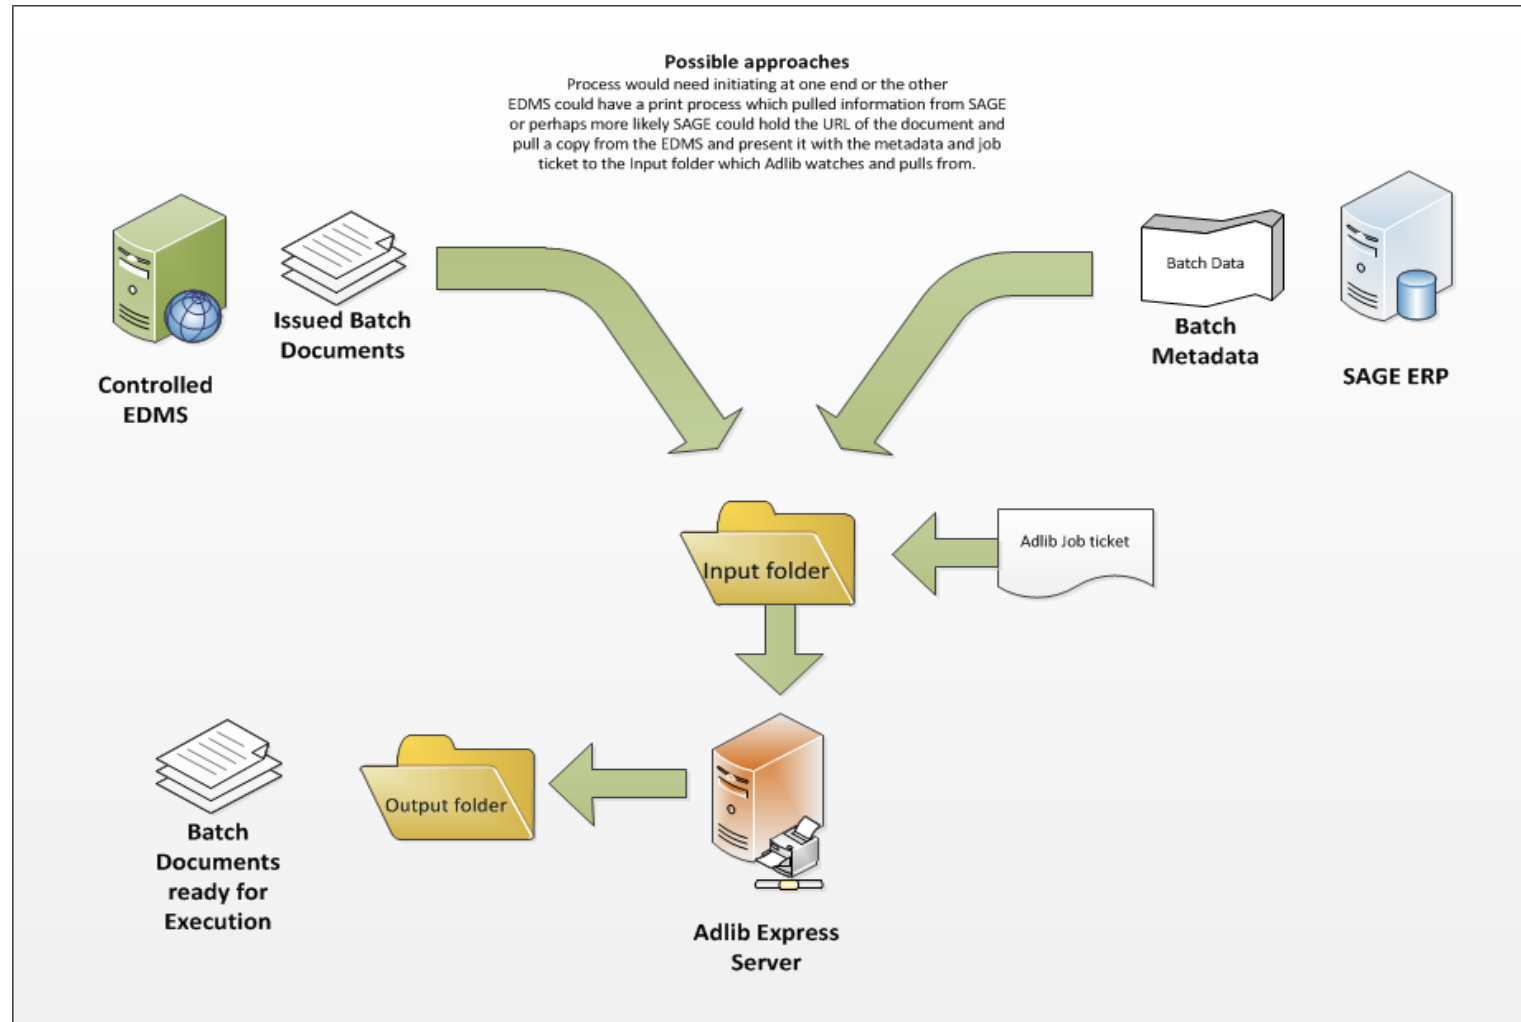 Possible approaches
Process would need initiating at one end or the other
EDMS could have a print process which pulled information from SAGE
or perhaps more likely SAGE could hold the URL of the document and
pull a copy from the EDMS and present it with the metadata and job
ticket to the Input folder which Adlib watches and pulls from.
Issued Batch
Documents
Controlled
EDMS
Batch Data
Batch
Metadata
SAGE ERP
Input folder
Adlib Job ticket
Output folder
Batch
Documents
ready for
Execution
Adlib Express
Server